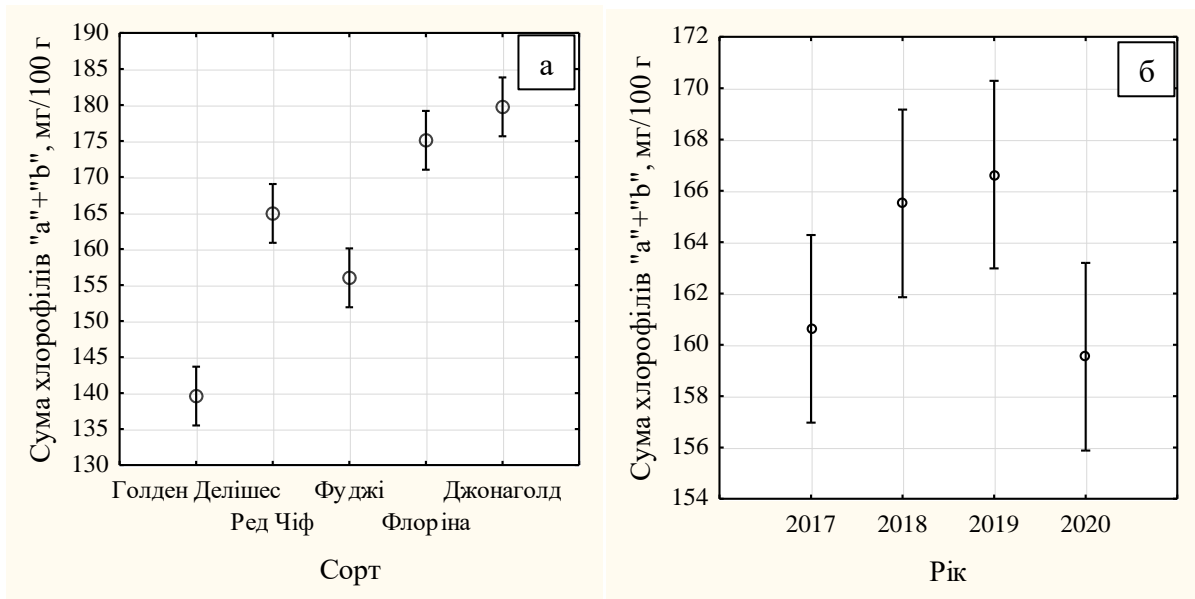 Сума хлорофілів "а"+"b", мг/100 г
190
185
180
175
170
165
160
155
150
145
140
135
130
а
Голден Делішес
Ред Чіф
Фуджі
Флоріна
Джонаголд
Сорт
Сума хлорофілів "а"+"b", мг/100 г
172
170
168
166
164
162
160
158
156
154
б
2017
2018
2019
2020
Рік